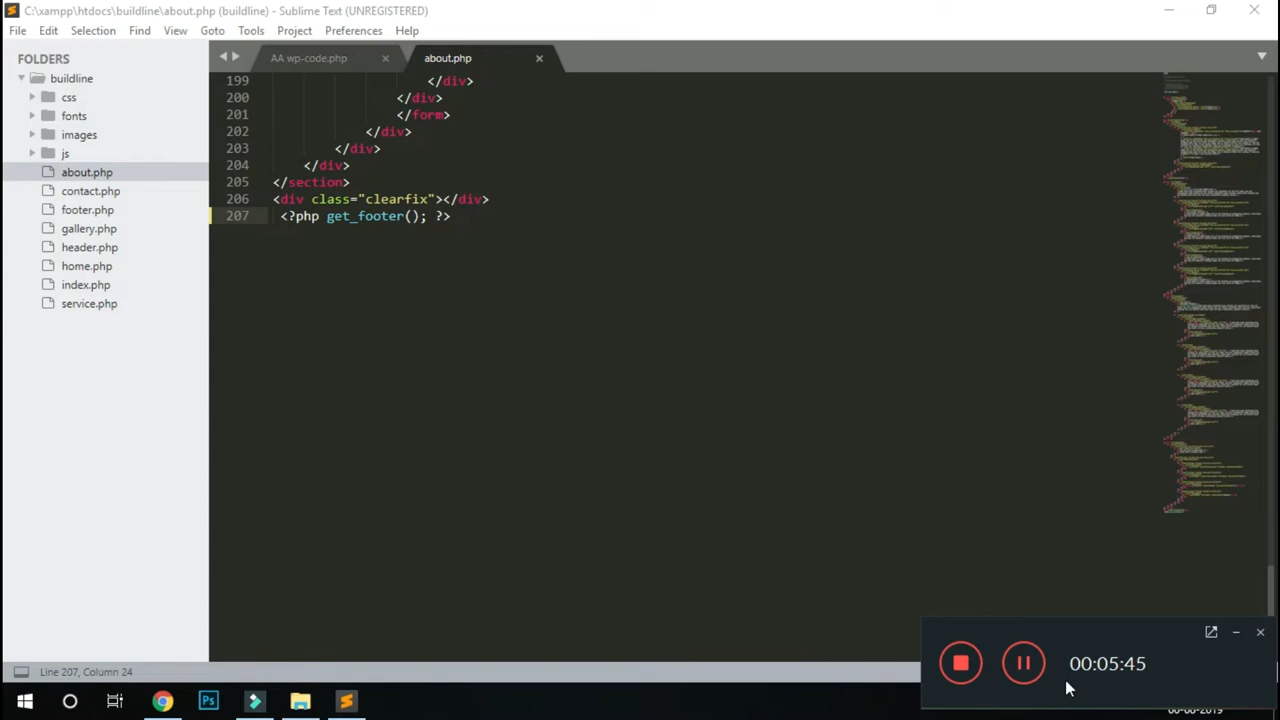 C:\xampp\htdocs\buildline\about.php (buildline) - Sublime Text (UNREGISTERED)
File Edit Selection Find View Goto Tools Project Preferences Help
FOLDERS
buildline
css
fonts
images
js
about.php
contact.php
footer.php
gallery.php
header.php
home.php
index.php
service.php
AA wp-code.php
about.php
199 </div>
200 </div>
201 </form>
202 </div>
203 </div>
204 </div>
205 </section>
206 <div class="clearfix"></div>
207 <?php get_footer(); ?>
Line 207, Column 24
00:05:45
Ps